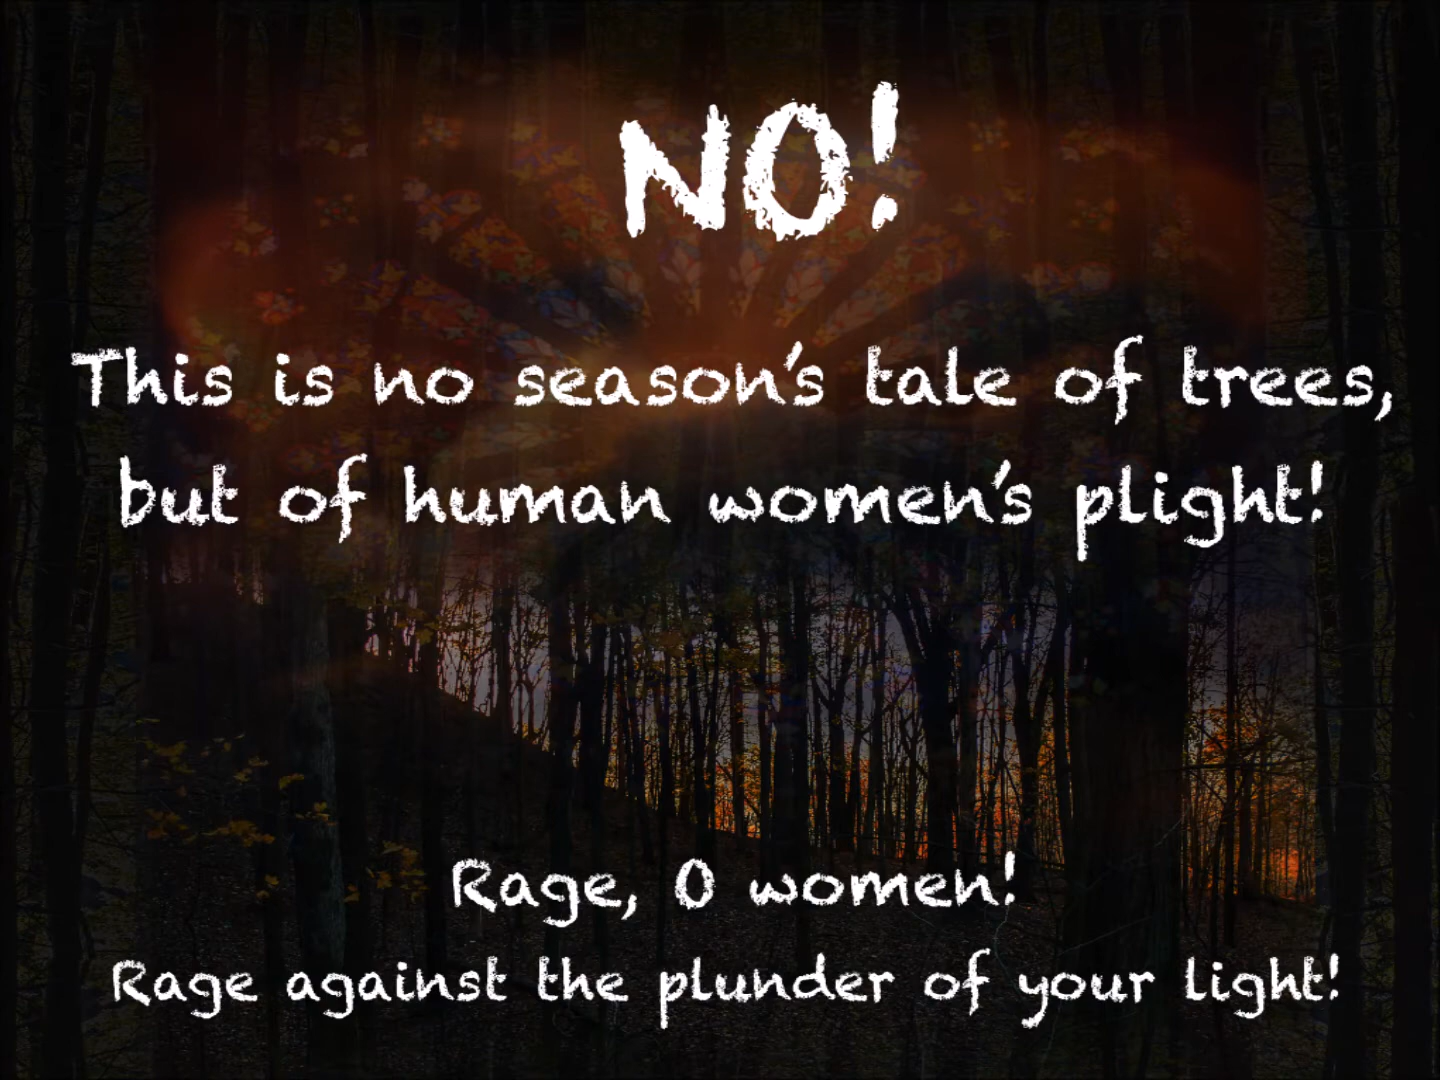 NO!
This is no season's tale of trees,
but of human women's plight!
Rage, O women!
Rage against the plunder of your light!